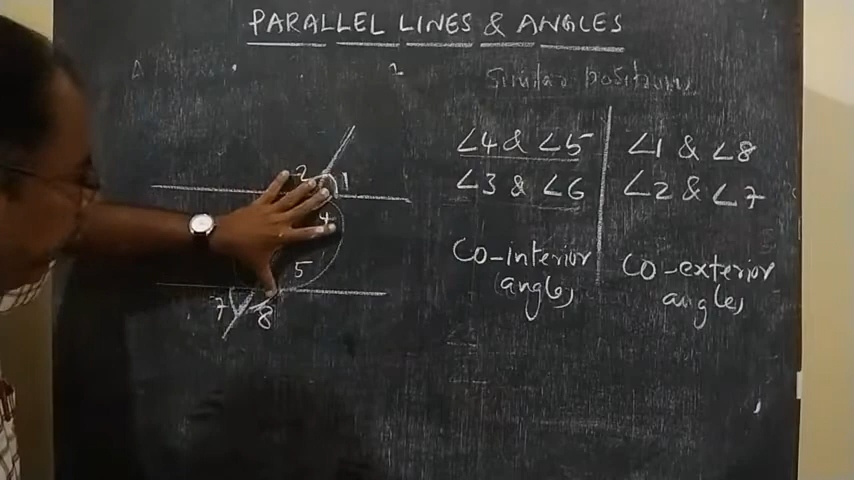 PARALLEL LINES & ANGLES
Similar positions
∠4 & ∠5
∠3 & ∠6
Co-interior
angles
∠1 & ∠8
∠2 & ∠7
Co-exterior
angles
2 1
4
5
7 8